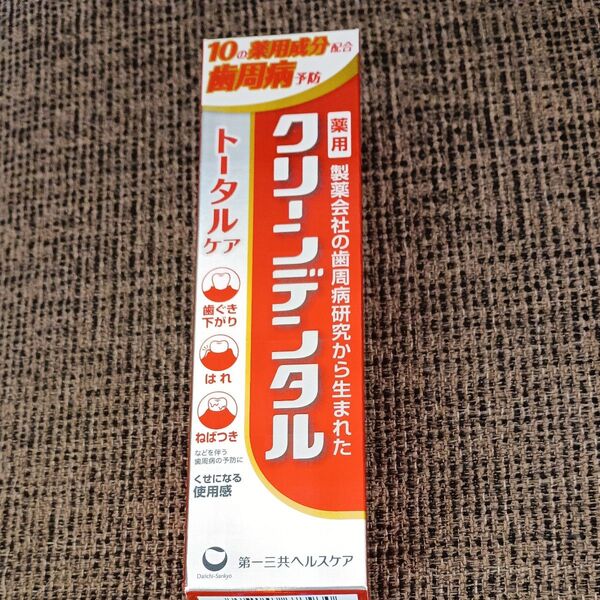 10の薬用成分配合
歯周病予防
薬用
製薬会社の歯周病研究から生まれた
クリーンデンタル
トータル
ケア
歯ぐき
下がり
はれ
ねばつき
などを伴う
歯周病の予防に
くせになる
使用感
Daiichi-Sankyo
第一三共ヘルスケア